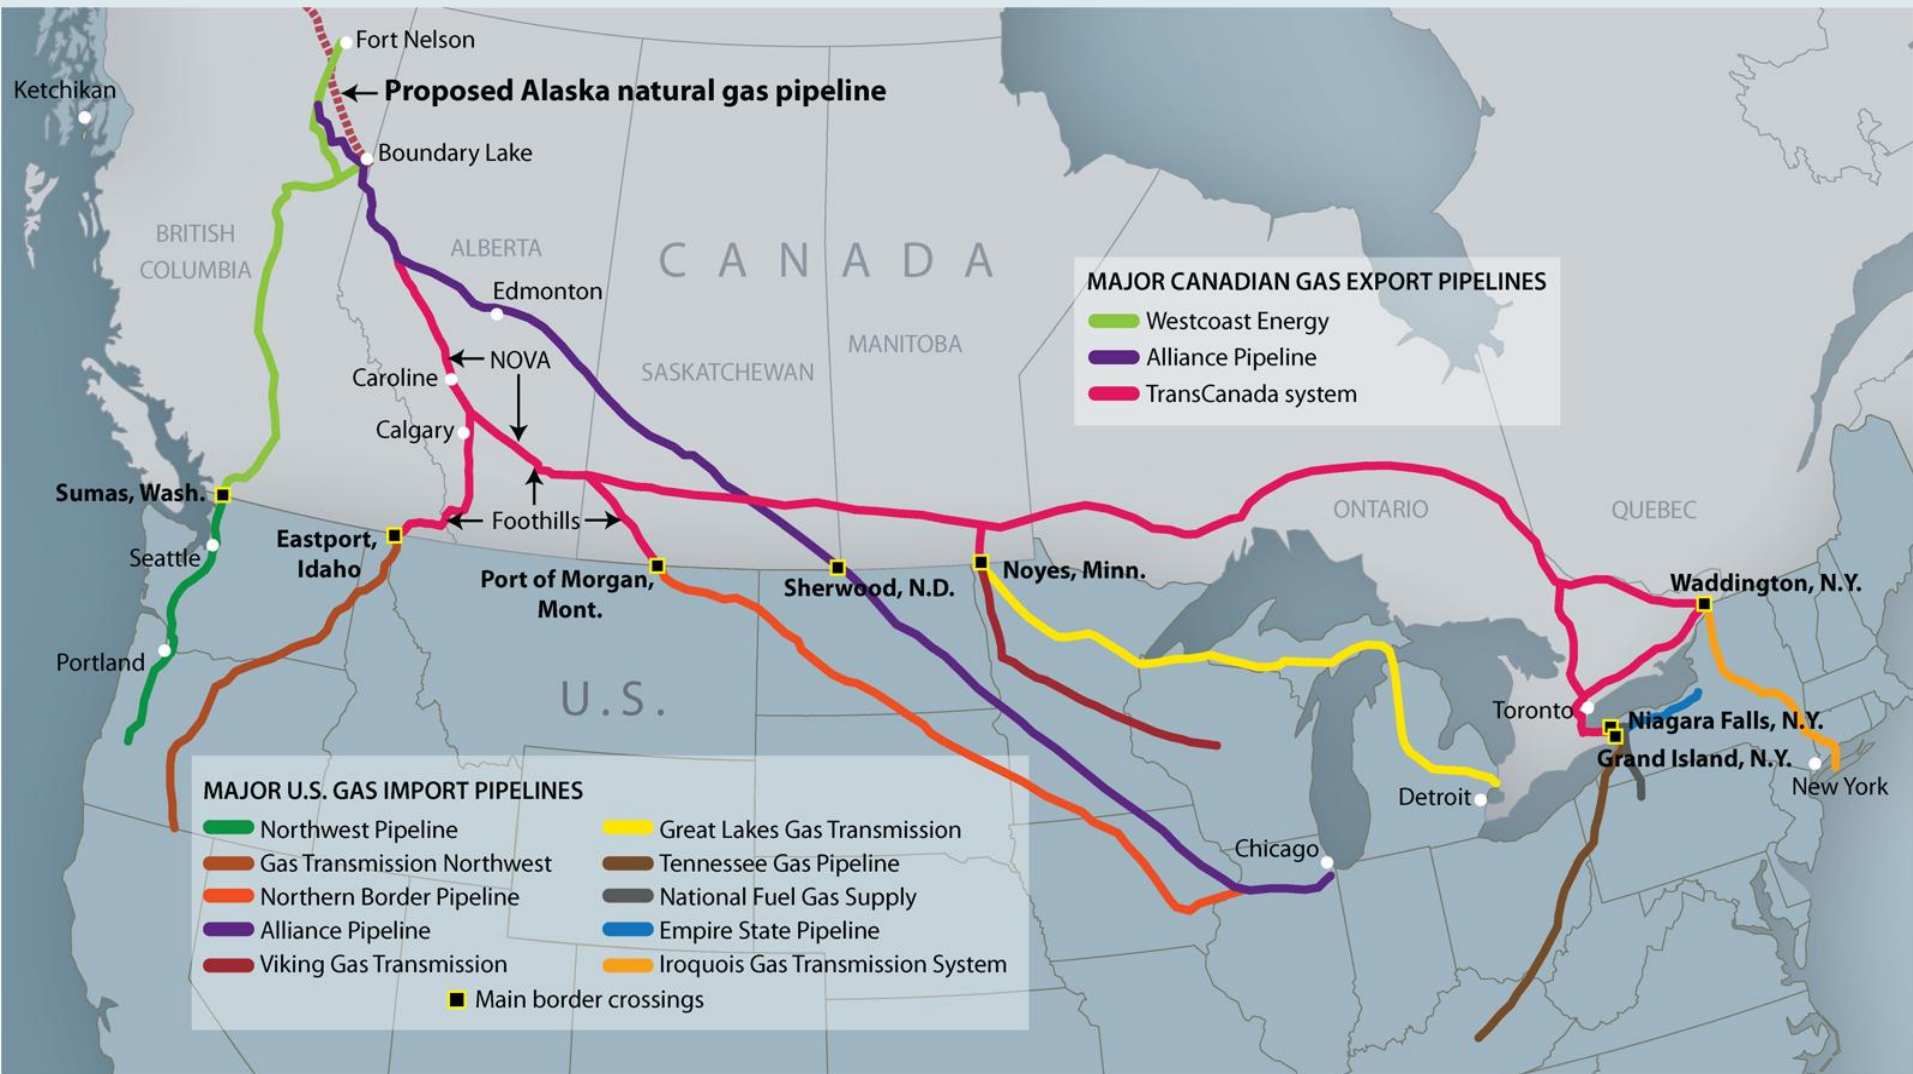 Fort Nelson
Ketchikan
Proposed Alaska natural gas pipeline
Boundary Lake
BRITISH
COLUMBIA
ALBERTA
CANADA
Edmonton
MAJOR CANADIAN GAS EXPORT PIPELINES
Westcoast Energy
Alliance Pipeline
TransCanada system
MANITOBA
SASKATCHEWAN
NOVA
Caroline
Calgary
Sumas, Wash.
Foothills
ONTARIO
QUEBEC
Seattle
Eastport,
Idaho
Port of Morgan,
Mont.
Sherwood, N.D.
Noyes, Minn.
Waddington, N.Y.
Portland
U.S.
Toronto
Niagara Falls, N.Y.
Grand Island, N.Y.
New York
Detroit
Chicago
MAJOR U.S. GAS IMPORT PIPELINES
Northwest Pipeline
Gas Transmission Northwest
Northern Border Pipeline
Alliance Pipeline
Viking Gas Transmission
Great Lakes Gas Transmission
Tennessee Gas Pipeline
National Fuel Gas Supply
Empire State Pipeline
Iroquois Gas Transmission System
Main border crossings